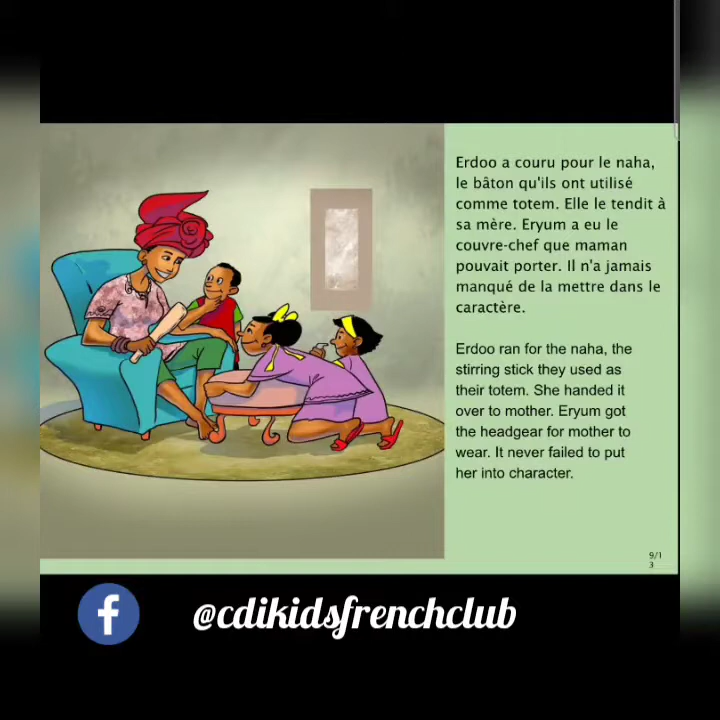 Erdoo a couru pour le naha,
le bâton qu'ils ont utilisé
comme totem. Elle le tendit à
sa mère. Eryum a eu le
couvre-chef que maman
pouvait porter. Il n'a jamais
manqué de la mettre dans le
caractère.
Erdoo ran for the naha, the
stirring stick they used as
their totem. She handed it
over to mother. Eryum got
the headgear for mother to
wear. It never failed to put
her into character.
9/1
3
f
@cdikidsfrenchclub